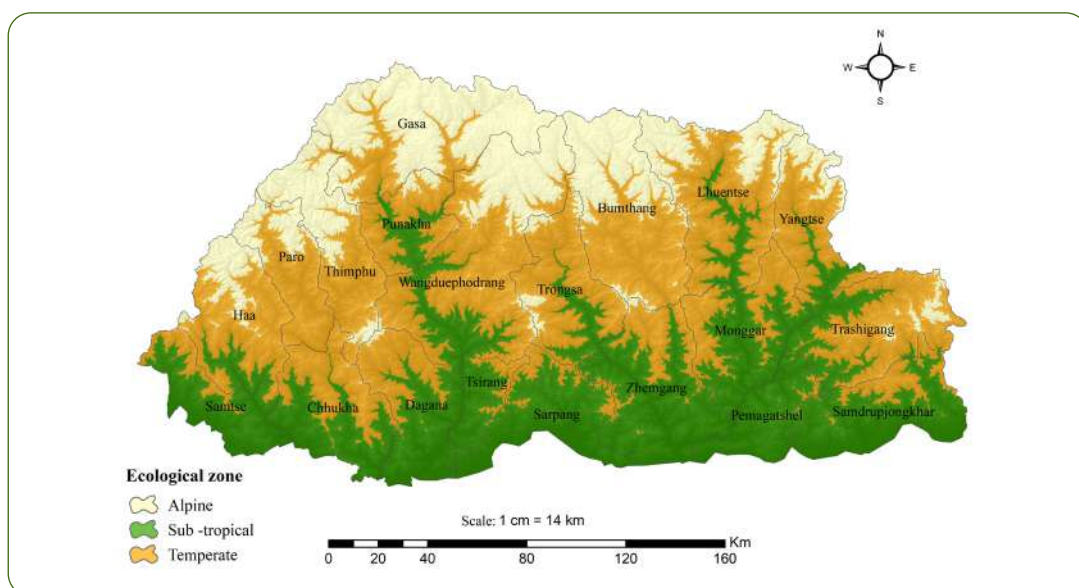 N
W E
S
Gasa
Lhuentse
Bumthang
Yangtse
Punakha
Paro
Thimphu
Wangduephodrang
Trongsa
Haa
Monggar
Trashigang
Tsirang
Zhemgang
Samtse
Chhukha
Dagana
Sarpang
Pemagatshel
Samdrupjongkhar
Ecological zone
Alpine
Sub -tropical
Temperate
Scale: 1 cm = 14 km
Km
0 20 40 80 120 160